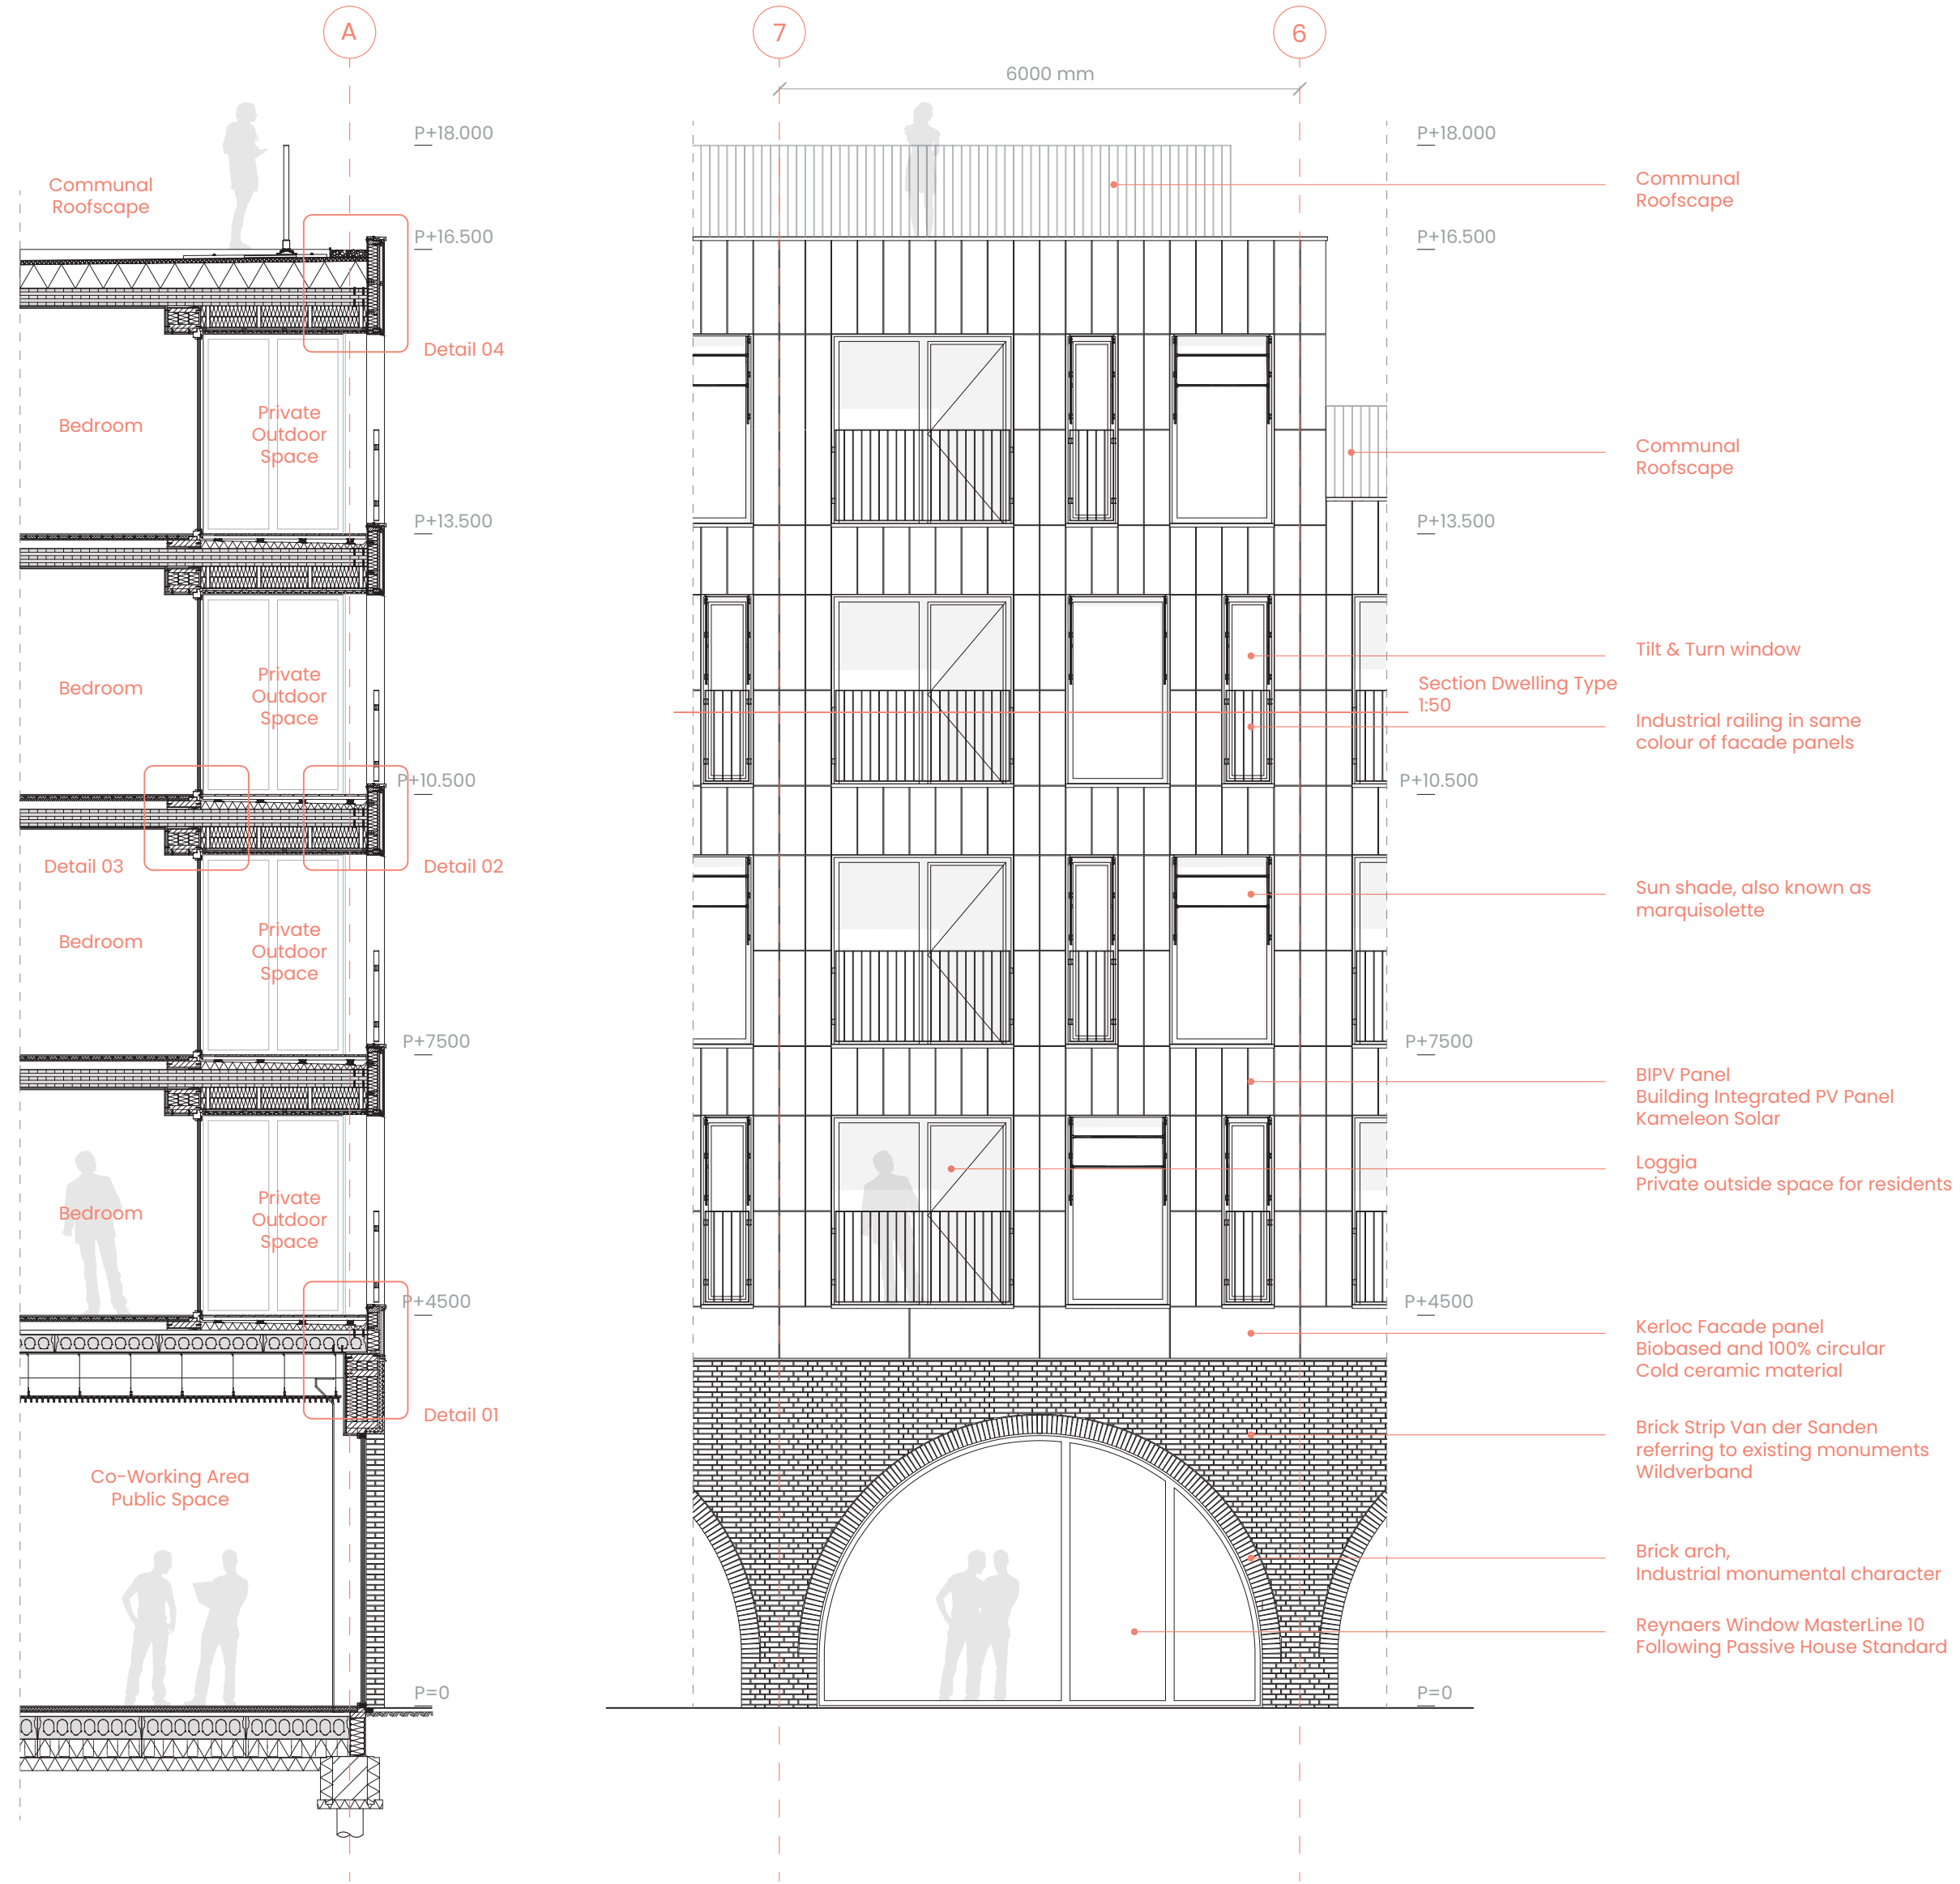 A
7
6
6000 mm
P+18.000
Communal
Roofscape
P+16.500
Detail 04
Bedroom
Private
Outdoor
Space
P+13.500
Bedroom
Private
Outdoor
Space
P+10.500
Detail 03
Detail 02
Bedroom
Private
Outdoor
Space
P+7500
Bedroom
Private
Outdoor
Space
P+4500
Detail 01
Co-Working Area
Public Space
P=0
P+18.000
Communal
Roofscape
P+16.500
Communal
Roofscape
P+13.500
Tilt & Turn window
Section Dwelling Type
1:50
Industrial railing in same
colour of facade panels
P+10.500
Sun shade, also known as
marquisolette
P+7500
BIPV Panel
Building Integrated PV Panel
Kameleon Solar
Loggia
Private outside space for residents
P+4500
Kerloc Facade panel
Biobased and 100% circular
Cold ceramic material
Brick Strip Van der Sanden
referring to existing monuments
Wildverband
Brick arch,
Industrial monumental character
Reynaers Window MasterLine 10
Following Passive House Standard
P=0